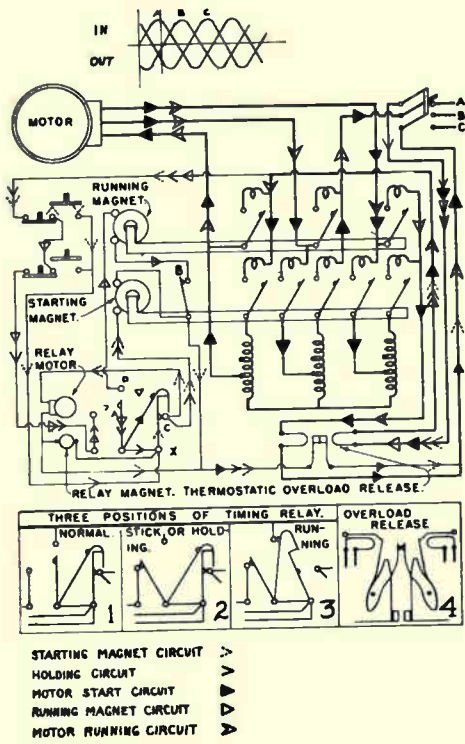 A B C
IN
OUT
MOTOR
A
B
C
RUNNING
MAGNET
B
STARTING
MAGNET.
RELAY
MOTOR
A
C
X
RELAY MAGNET. THERMOSTATIC OVERLOAD RELEASE.
THREE POSITIONS OF TIMING RELAY.
NORMAL.
1
STICK OR HOLD-
ING.
2
RUN-
NING
3
OVERLOAD
RELEASE
4
STARTING MAGNET CIRCUIT
HOLDING CIRCUIT
MOTOR START CIRCUIT
RUNNING MAGNET CIRCUIT
MOTOR RUNNING CIRCUIT